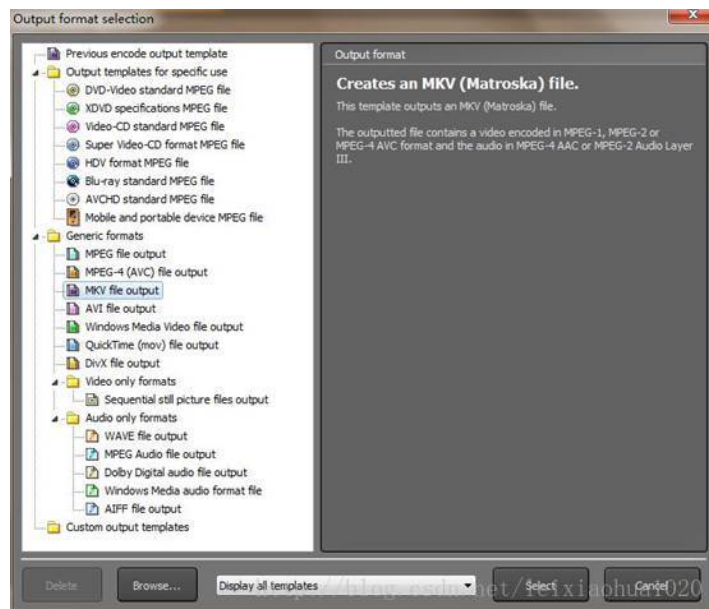 Output format selection
Previous encode output template
Output templates for specific use
DVD-Video standard MPEG file
XDVD specifications MPEG file
Video-CD standard MPEG file
Super Video-CD format MPEG file
HDV format MPEG file
Blu-ray standard MPEG file
AVCHD standard MPEG file
Mobile and portable device MPEG file
Generic formats
MPEG file output
MPEG-4 (AVC) file output
MKV file output
AVI file output
Windows Media Video file output
QuickTime (mov) file output
DivX file output
Video only formats
Sequential still picture files output
Audio only formats
WAVE file output
MPEG Audio file output
Dolby Digital audio file output
Windows Media audio format file
AIFF file output
Custom output templates
Output format
Creates an MKV (Matroska) file.
This template outputs an MKV (Matroska) file.
The outputted file contains a video encoded in MPEG-1, MPEG-2 or
MPEG-4 AVC format and the audio in MPEG-4 AAC or MPEG-2 Audio Layer
III.
Delete
Browse...
Display all templates
Select
Cancel